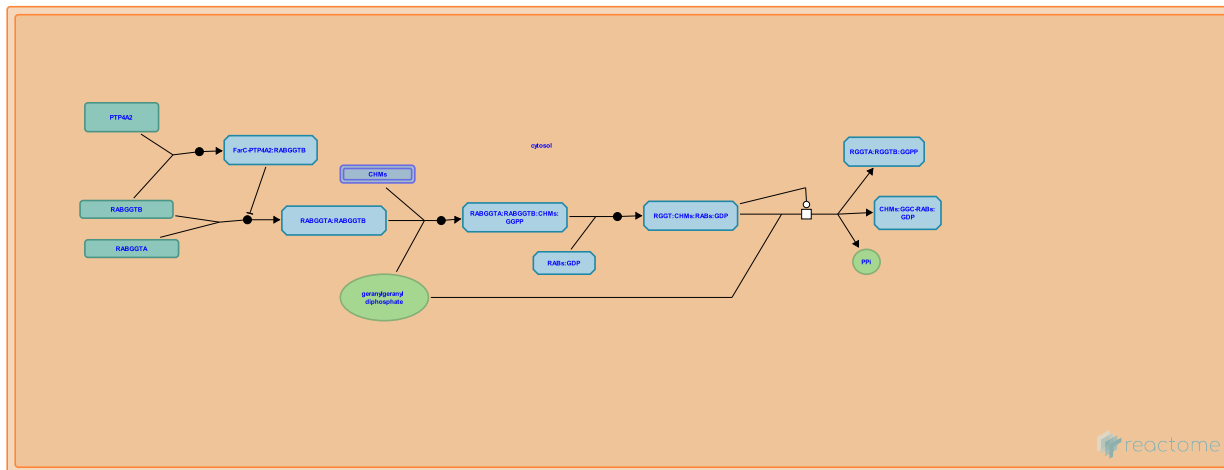 PTP4A2
FarC-PTP4A2:RABGGTB
cytosol
RGGTA:RGGTB:GGPP
CHMs
RABGGTB
RABGGTA:RABGGTB
RABGGTA:RABGGTB:CHMs:
GGPP
RGGT:CHMs:RABs:GDP
CHMs:GGC-RABs:
GDP
RABGGTA
RABs:GDP
PPi
geranylgeranyl
diphosphate
reactome